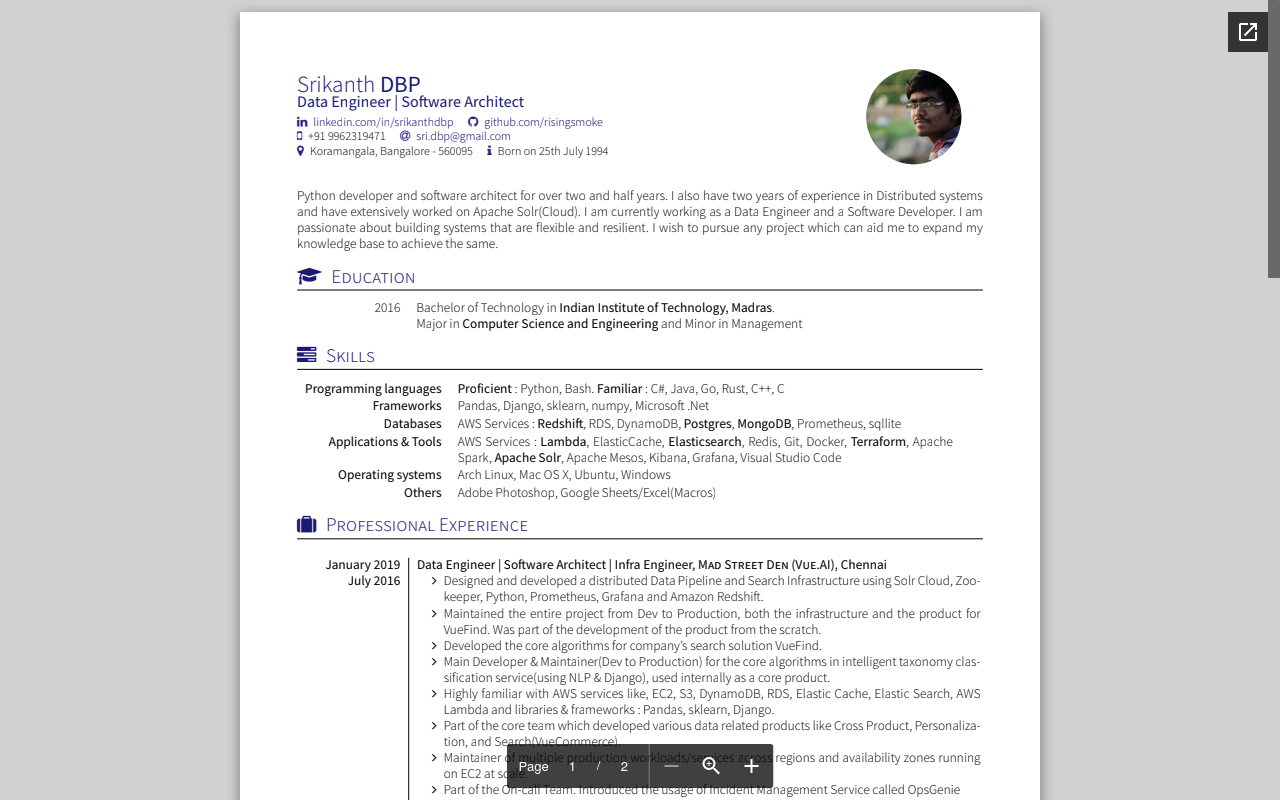 Srikanth DBP
Data Engineer | Software Architect
linkedin.com/in/srikanthdbp github.com/risingsmoke
+91 9962319471 sri.dbp@gmail.com
Koramangala, Bangalore - 560095 Born on 25th July 1994
Python developer and software architect for over two and half years. I also have two years of experience in Distributed systems
and have extensively worked on Apache Solr(Cloud). I am currently working as a Data Engineer and a Software Developer. I am
passionate about building systems that are flexible and resilient. I wish to pursue any project which can aid me to expand my
knowledge base to achieve the same.
Education
2016 Bachelor of Technology in Indian Institute of Technology, Madras.
Major in Computer Science and Engineering and Minor in Management
Skills
Programming languages Proficient : Python, Bash. Familiar : C#, Java, Go, Rust, C++, C
Frameworks Pandas, Django, sklearn, numpy, Microsoft .Net
Databases AWS Services : Redshift, RDS, DynamoDB, Postgres, MongoDB, Prometheus, sqllite
Applications & Tools AWS Services : Lambda, ElasticCache, Elasticsearch, Redis, Git, Docker, Terraform, Apache
Spark, Apache Solr, Apache Mesos, Kibana, Grafana, Visual Studio Code
Operating systems Arch Linux, Mac OS X, Ubuntu, Windows
Others Adobe Photoshop, Google Sheets/Excel(Macros)
Professional Experience
January 2019 Data Engineer | Software Architect | Infra Engineer, Mad Street Den (Vue.AI), Chennai
July 2016 Designed and developed a distributed Data Pipeline and Search Infrastructure using Solr Cloud, Zoo-
keeper, Python, Prometheus, Grafana and Amazon Redshift.
Maintained the entire project from Dev to Production, both the infrastructure and the product for
VueFind. Was part of the development of the product from the scratch.
Developed the core algorithms for company's search solution VueFind.
Main Developer & Maintainer(Dev to Production) for the core algorithms in intelligent taxonomy clas-
sification service(using NLP & Django), used internally as a core product.
Highly familiar with AWS services like, EC2, S3, DynamoDB, RDS, Elastic Cache, Elastic Search, AWS
Lambda and libraries & frameworks : Pandas, sklearn, Django.
Part of the core team which developed various data related products like Cross Product, Personaliza-
tion, and Search(VueCommerce).
Maintainer of multiple production workloads/services across regions and availability zones running
on EC2 at scale.
Part of the On-call Team. Introduced the usage of Incident Management Service called OpsGenie
Page 1 / 2